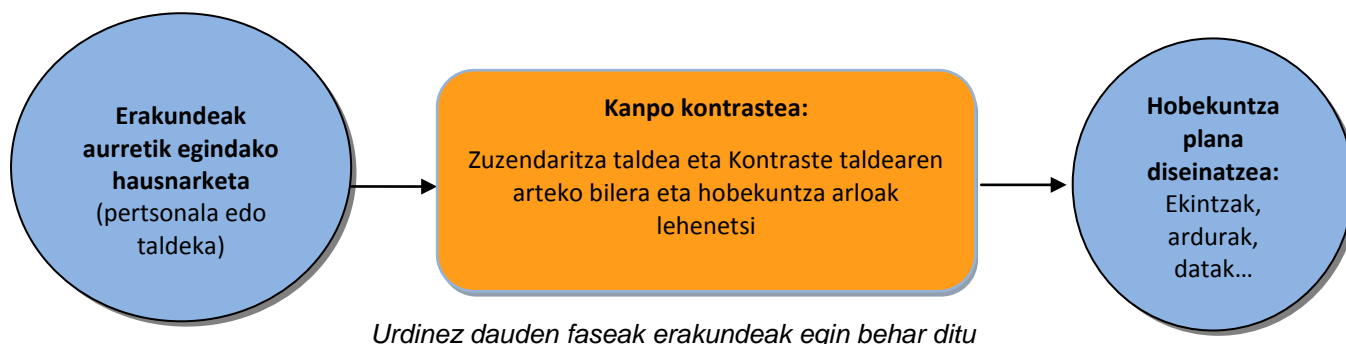 Erakundeak
aurretik egindako
hausnarketa
(pertsonala edo
taldeka)
Kanpo kontrastea:
Zuzendaritza taldea eta Kontraste taldearen
arteko bilera eta hobekuntza arloak
lehenetsi
Hobekuntza
plana
diseinatzea:
Ekintzak,
ardurak,
datak…
Urdinez dauden faseak erakundeak egin behar ditu